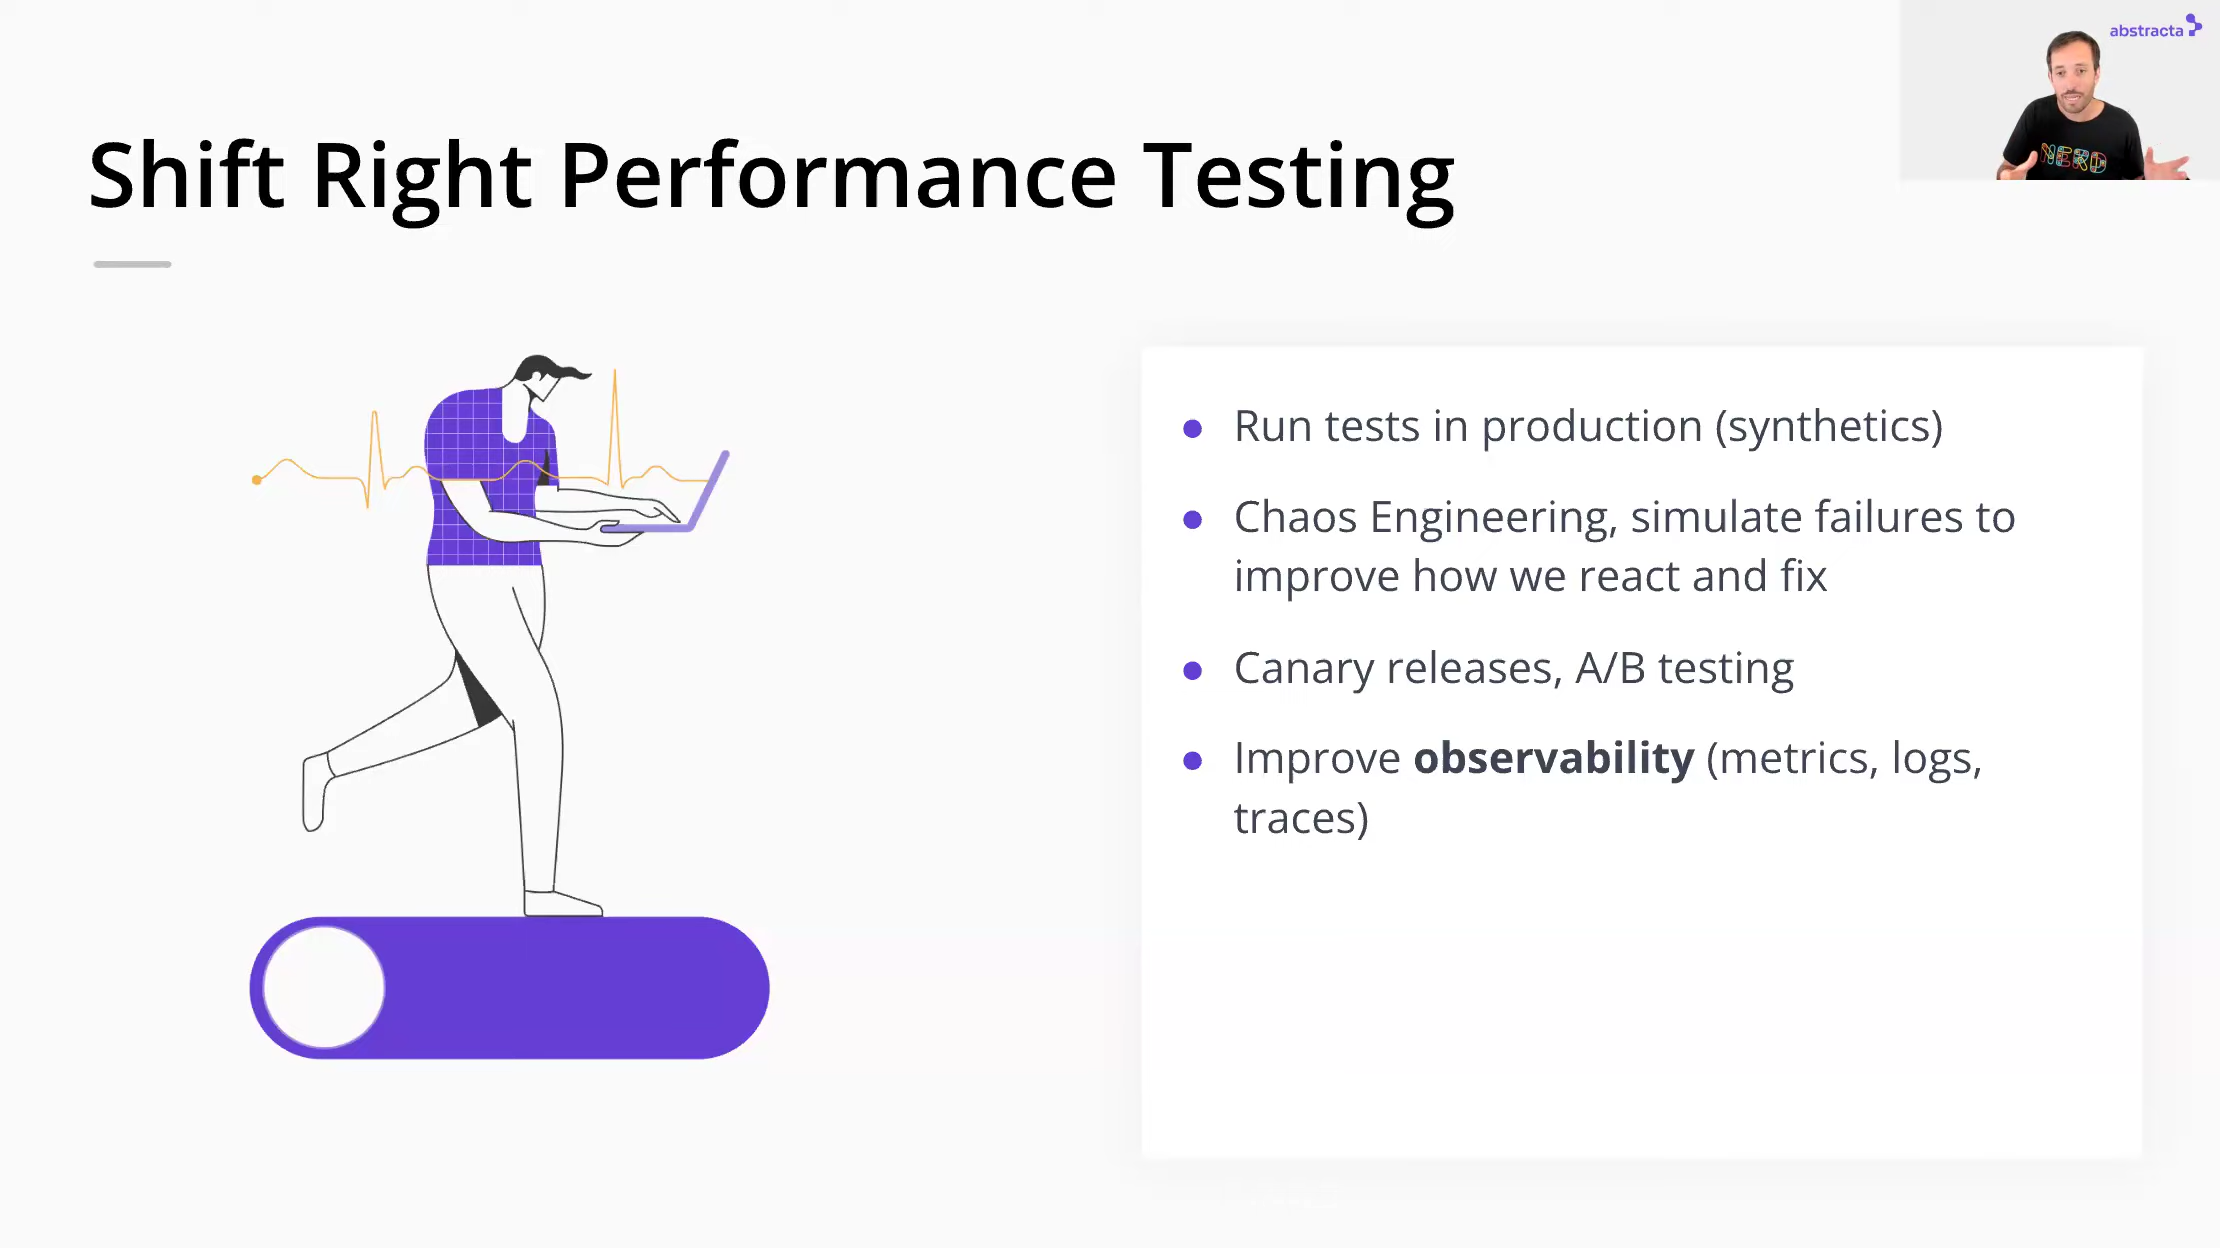 abstracta
NERD
Shift Right Performance Testing
Run tests in production (synthetics)
Chaos Engineering, simulate failures to
improve how we react and fix
Canary releases, A/B testing
Improve observability (metrics, logs,
traces)